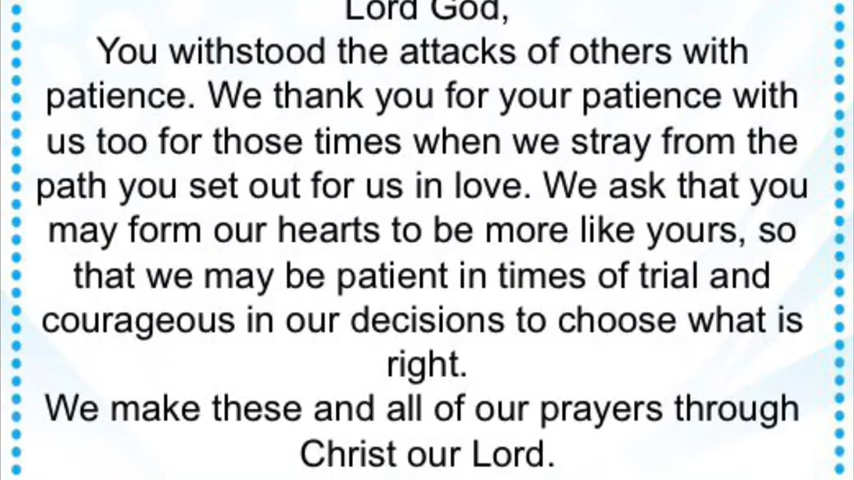 Lord God,
You withstood the attacks of others with
patience. We thank you for your patience with
us too for those times when we stray from the
path you set out for us in love. We ask that you
may form our hearts to be more like yours, so
that we may be patient in times of trial and
courageous in our decisions to choose what is
right.
We make these and all of our prayers through
Christ our Lord.